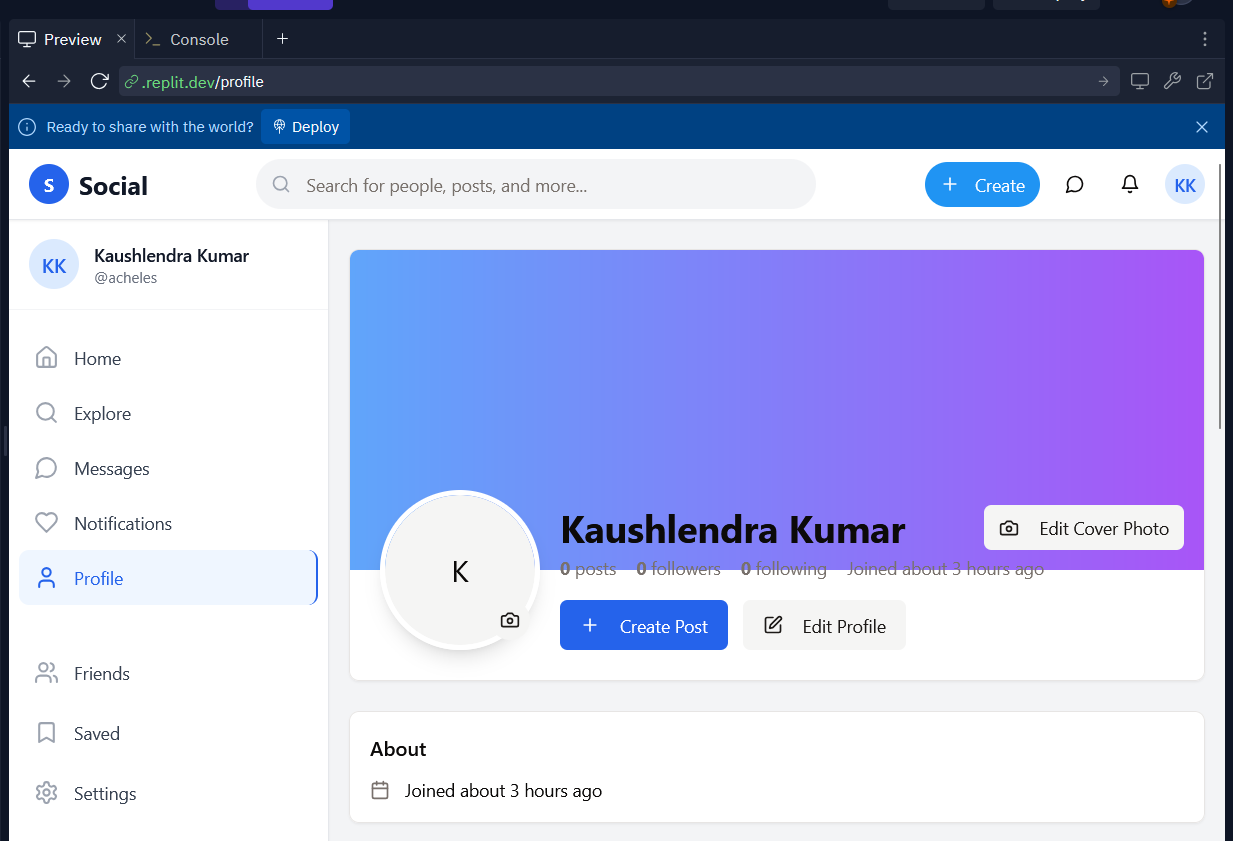 Preview
Console
.replit.dev/profile
Ready to share with the world?
Deploy
S
Social
Search for people, posts, and more...
Create
KK
KK
Kaushlendra Kumar
@acheles
Home
Explore
Messages
Notifications
Profile
Friends
Saved
Settings
K
Kaushlendra Kumar
Edit Cover Photo
0 posts 0 followers 0 following Joined about 3 hours ago
Create Post
Edit Profile
About
Joined about 3 hours ago